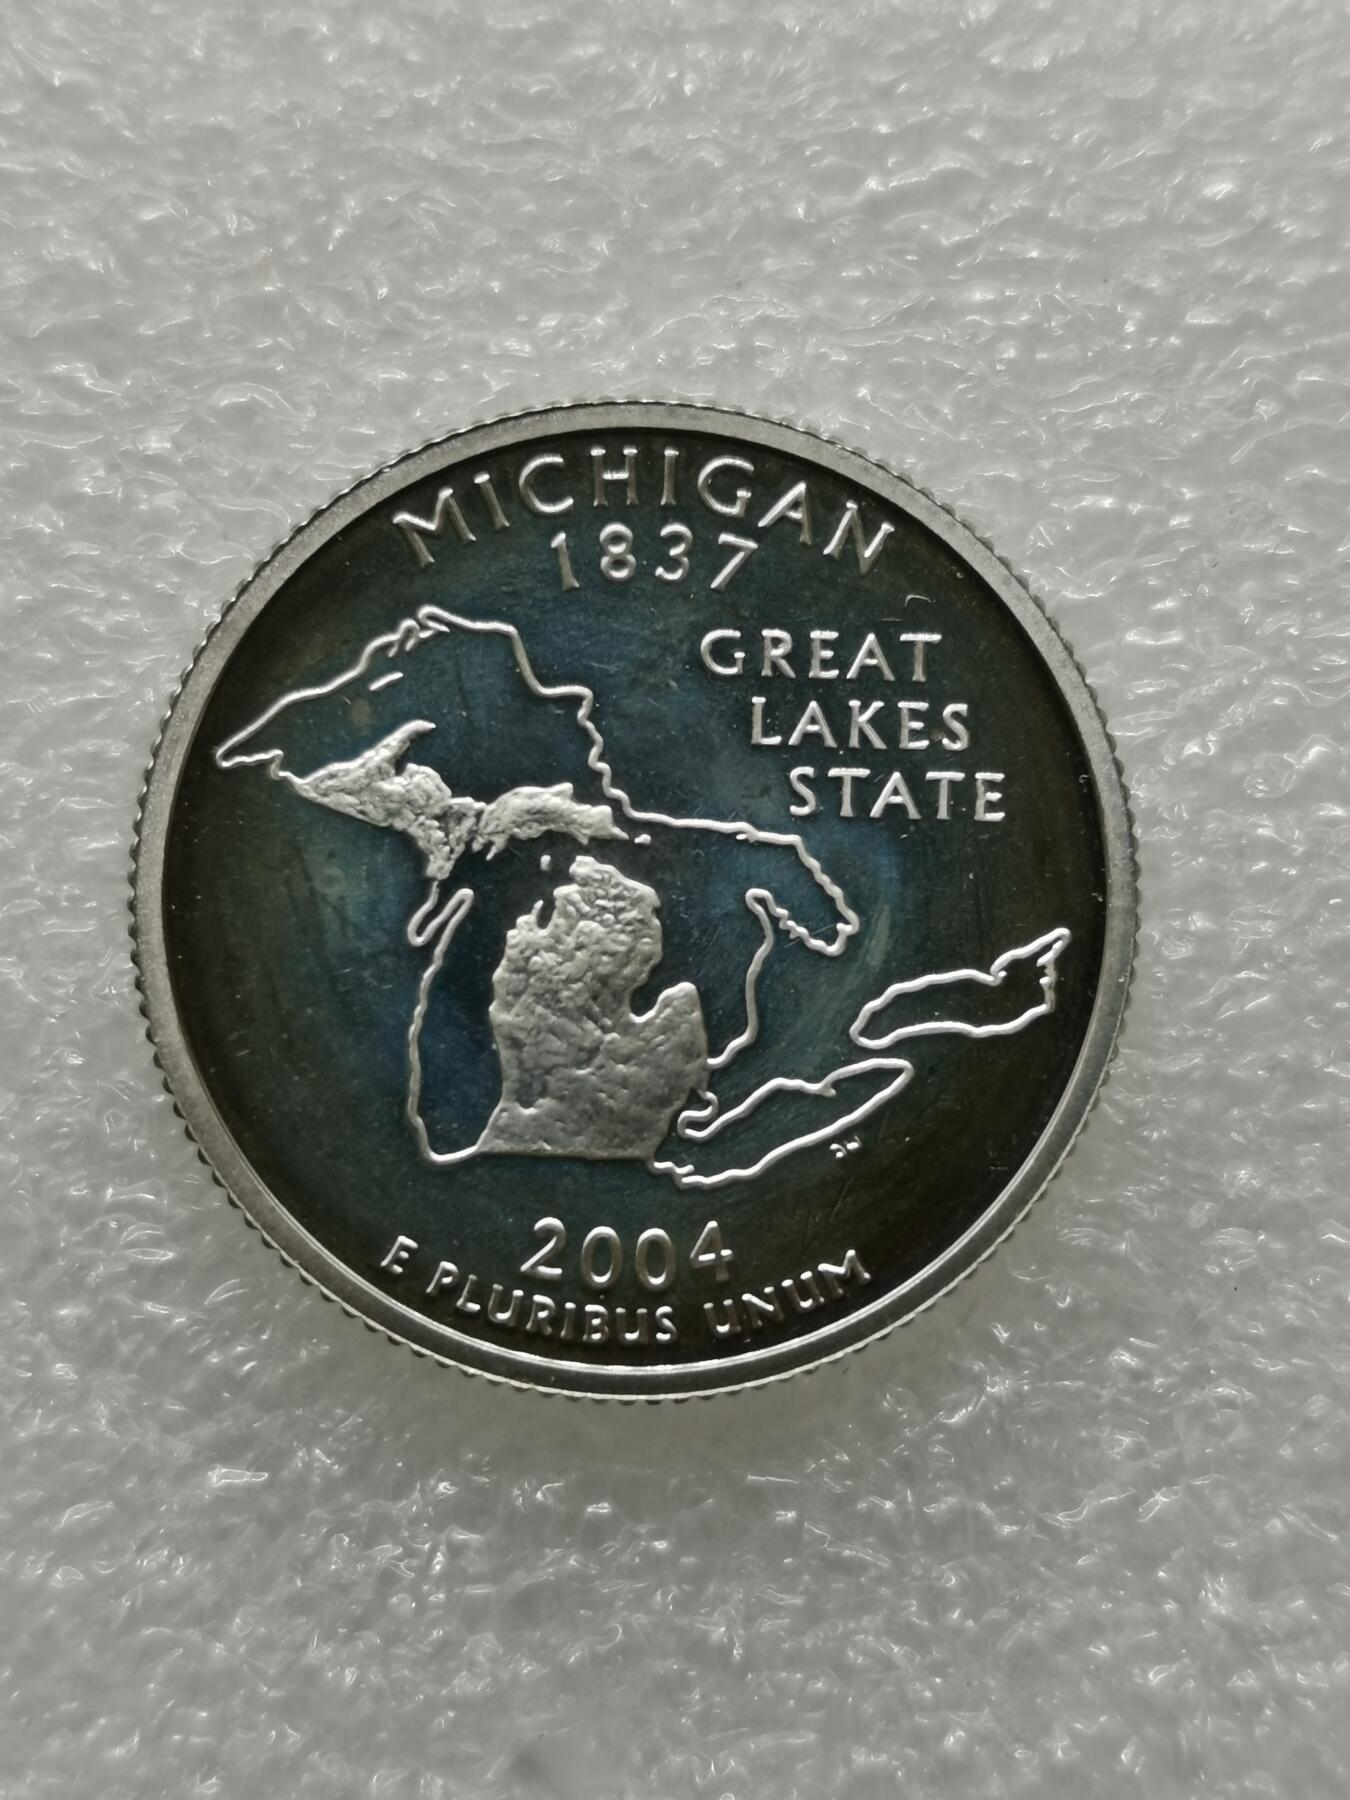 MICHIGAN
1837
GREAT
LAKES
STATE
2004
E PLURIBUS UNUM